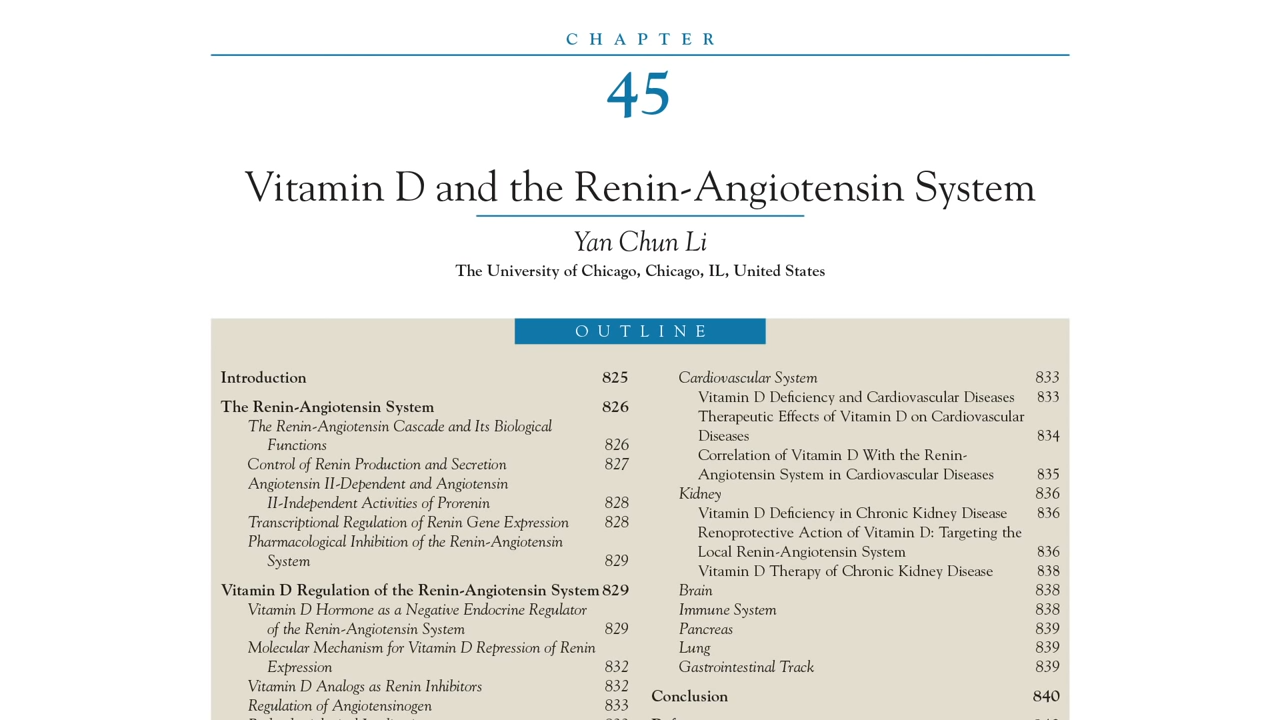 CHAPTER
45
Vitamin D and the Renin-Angiotensin System
Yan Chun Li
The University of Chicago, Chicago, IL, United States
OUTLINE
Introduction 825
The Renin-Angiotensin System 826
The Renin-Angiotensin Cascade and Its Biological
Functions 826
Control of Renin Production and Secretion 827
Angiotensin II-Dependent and Angiotensin
II-Independent Activities of Prorenin 828
Transcriptional Regulation of Renin Gene Expression 828
Pharmacological Inhibition of the Renin-Angiotensin
System 829
Vitamin D Regulation of the Renin-Angiotensin System 829
Vitamin D Hormone as a Negative Endocrine Regulator
of the Renin-Angiotensin System 829
Molecular Mechanism for Vitamin D Repression of Renin
Expression 832
Vitamin D Analogs as Renin Inhibitors 832
Regulation of Angiotensinogen 833
Cardiovascular System 833
Vitamin D Deficiency and Cardiovascular Diseases 833
Therapeutic Effects of Vitamin D on Cardiovascular
Diseases 834
Correlation of Vitamin D With the Renin-
Angiotensin System in Cardiovascular Diseases 835
Kidney 836
Vitamin D Deficiency in Chronic Kidney Disease 836
Renoprotective Action of Vitamin D: Targeting the
Local Renin-Angiotensin System 836
Vitamin D Therapy of Chronic Kidney Disease 838
Brain 838
Immune System 838
Pancreas 839
Lung 839
Gastrointestinal Track 839
Conclusion 840